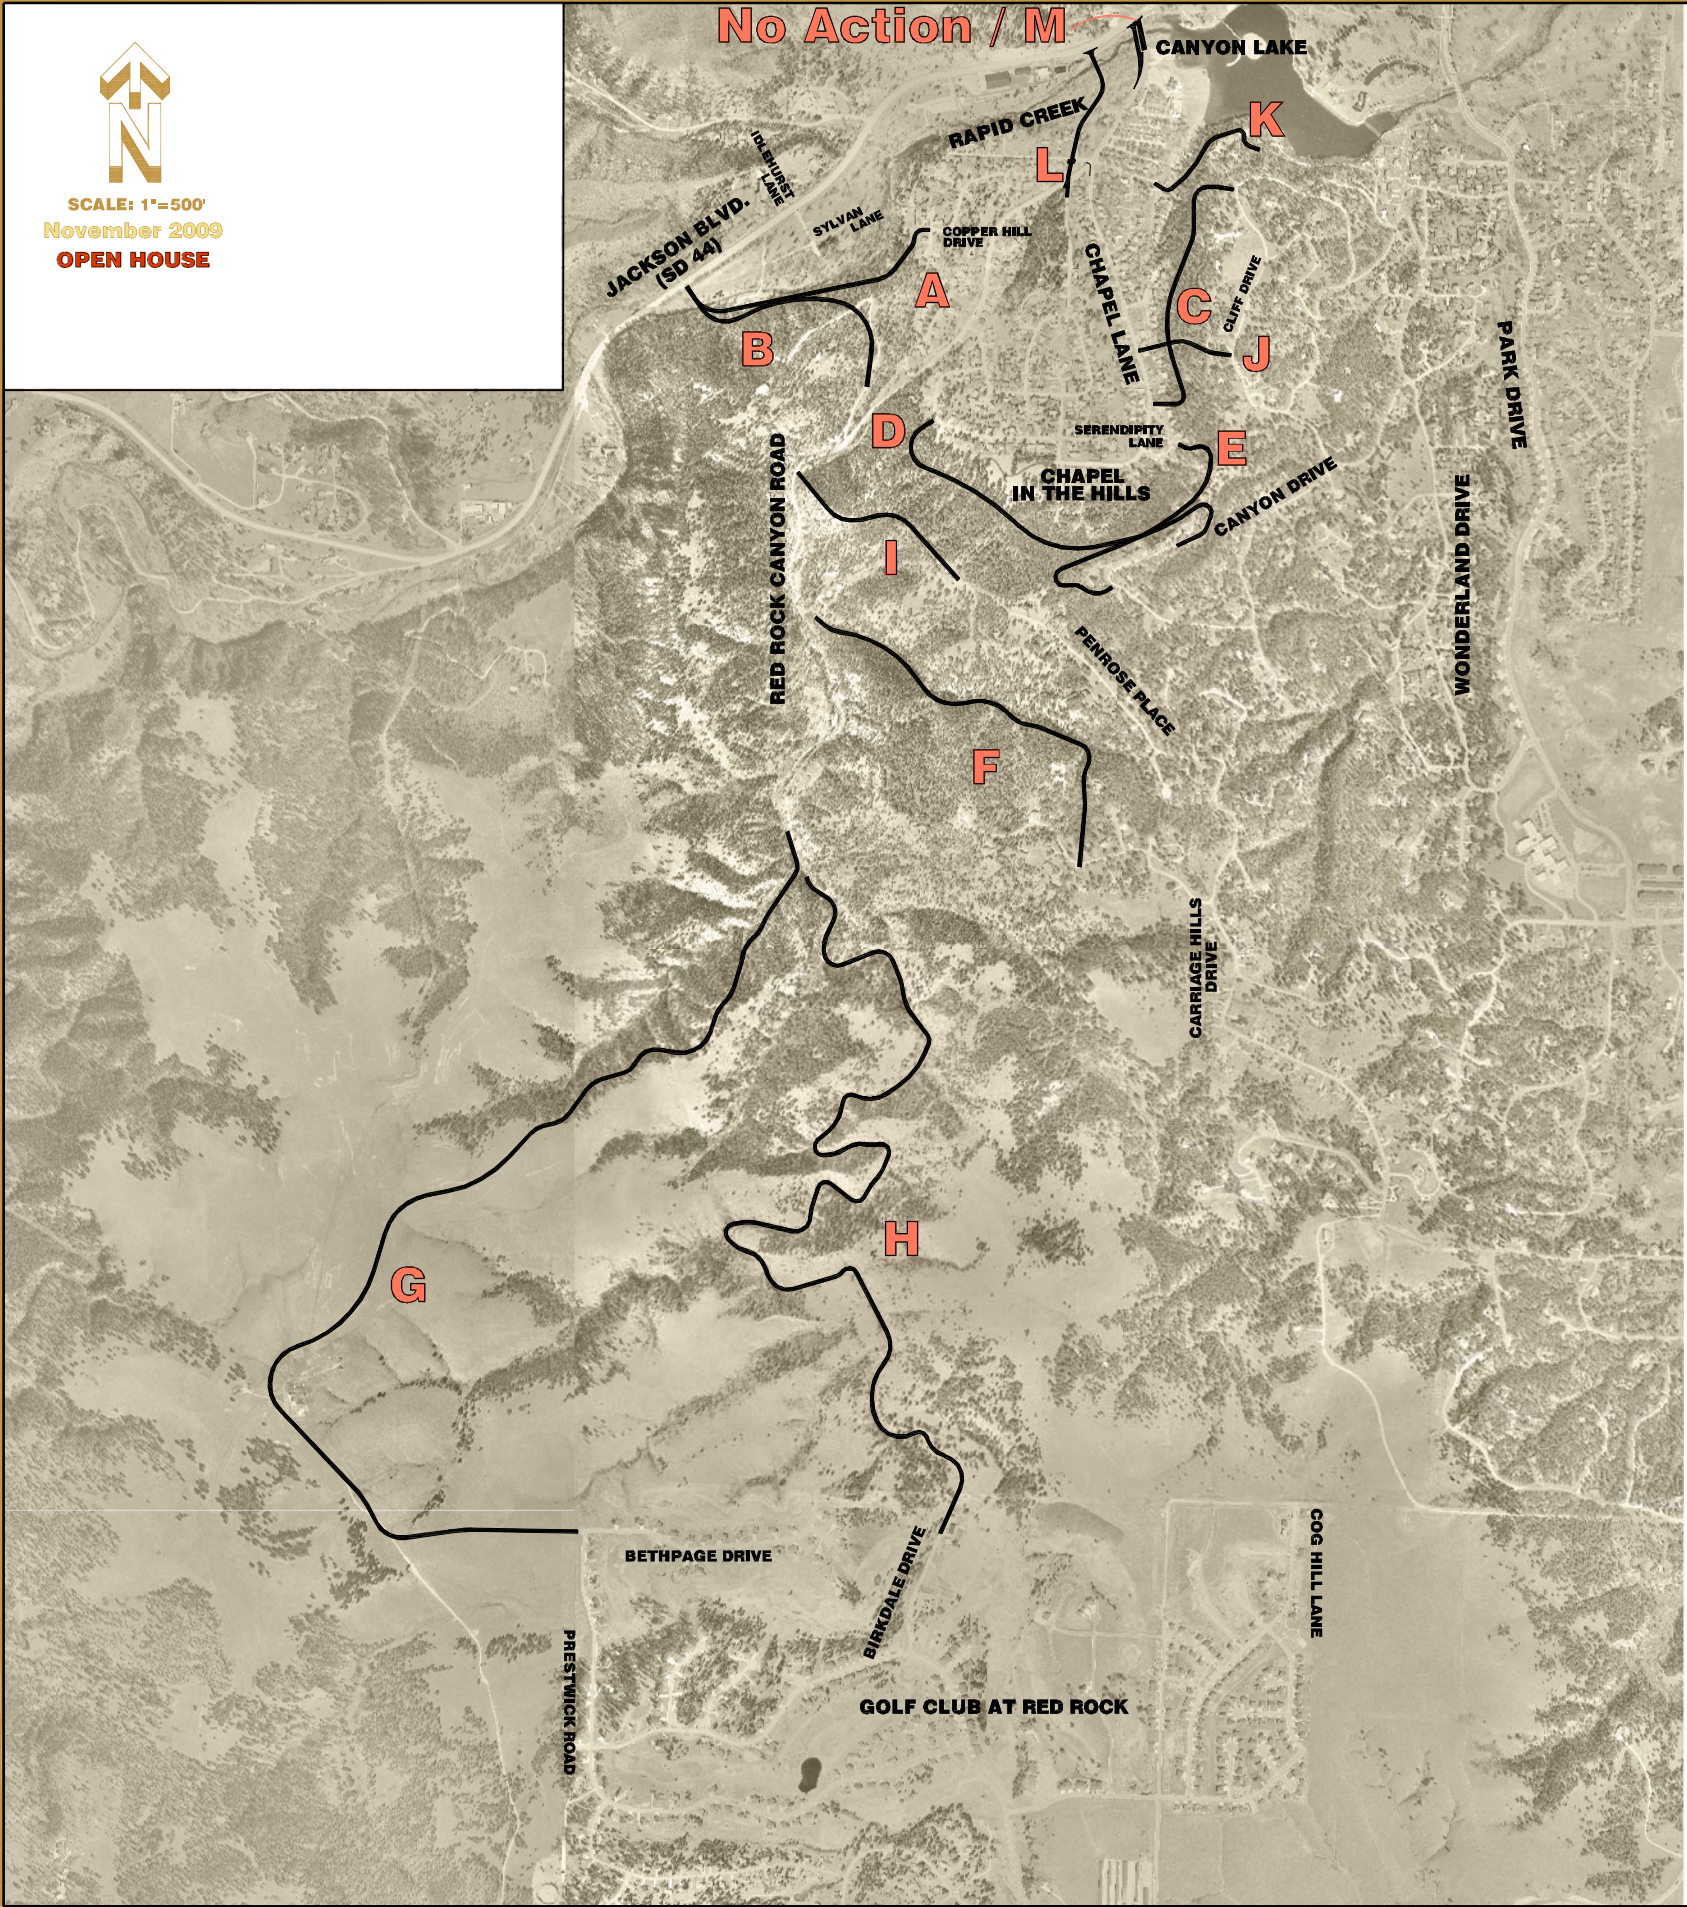 No Action / M
CANYON LAKE
N
SCALE: 1"=500'
November 2009
OPEN HOUSE
K
RAPID CREEK
L
IDLEHURST
LANE
JACKSON BLVD.
(SD 44)
SYLVAN
LANE
COPPER HILL
DRIVE
A
CHAPEL LANE
C
CLIFF DRIVE
B
J
PARK DRIVE
D
SERENDIPITY
LANE
E
CHAPEL
IN THE HILLS
CANYON DRIVE
RED ROCK CANYON ROAD
I
WONDERLAND DRIVE
PENROSE PLACE
F
CARRIAGE HILLS
DRIVE
H
G
BETHPAGE DRIVE
BIRKDALE DRIVE
COG HILL LANE
PRESTWICK ROAD
GOLF CLUB AT RED ROCK